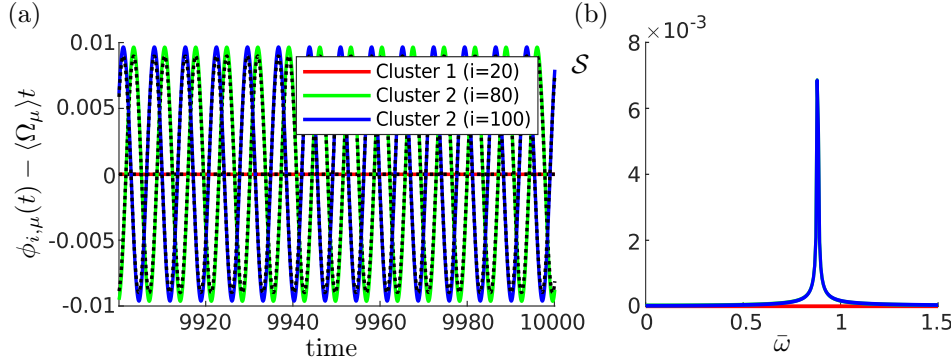 (a)
0.01
0.005
0
-0.005
-0.01
ϕ_{i,μ}(t) − ⟨Ω_μ⟩t
Cluster 1 (i=20)
Cluster 2 (i=80)
Cluster 2 (i=100)
9920 9940 9960 9980 10000
time
(b)
×10^{-3}
8
S
6
4
2
0
0 0.5 1 1.5
ω̄